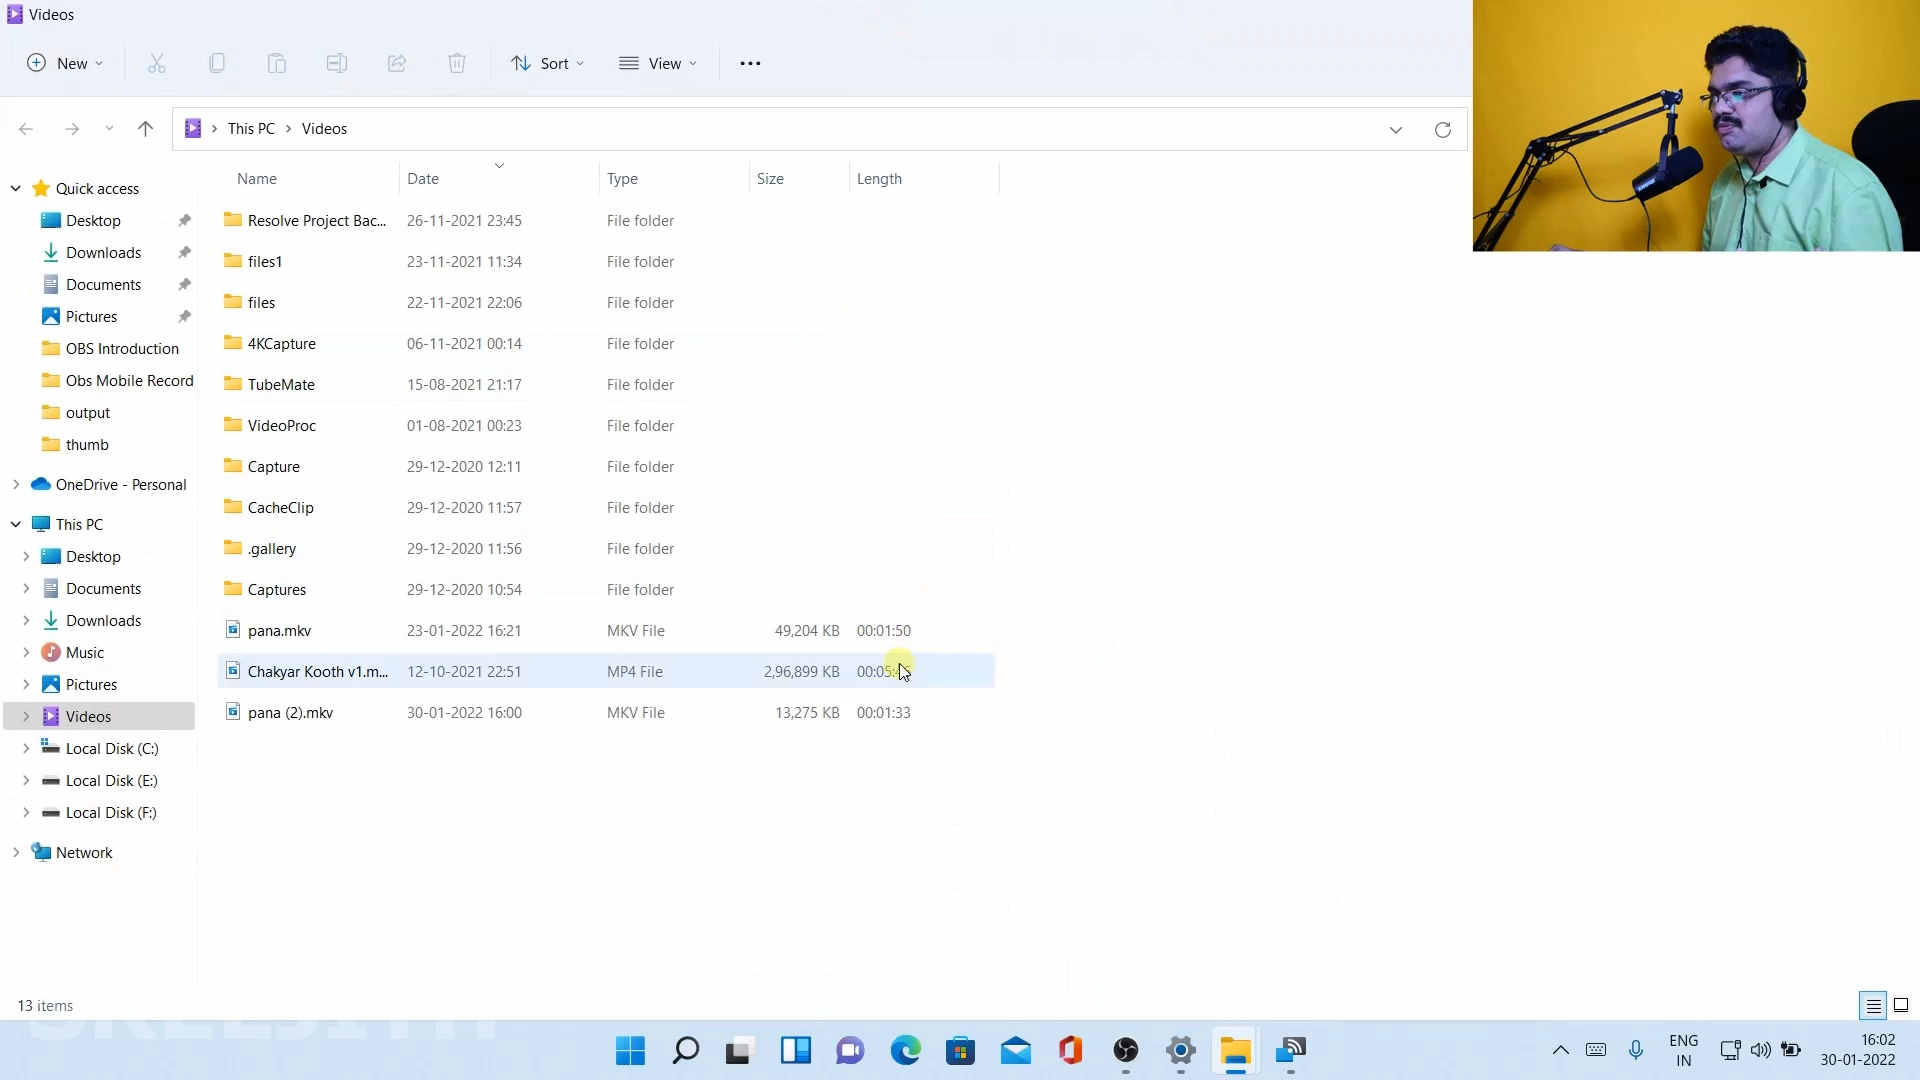 Videos
New
Sort
View
This PC
Videos
Name
Date
Type
Size
Length
Quick access
Desktop
Downloads
Documents
Pictures
OBS Introduction
Obs Mobile Record
output
thumb
OneDrive - Personal
This PC
Desktop
Documents
Downloads
Music
Pictures
Videos
Local Disk (C:)
Local Disk (E:)
Local Disk (F:)
Network
Resolve Project Bac... 26-11-2021 23:45 File folder
files1 23-11-2021 11:34 File folder
files 22-11-2021 22:06 File folder
4KCapture 06-11-2021 00:14 File folder
TubeMate 15-08-2021 21:17 File folder
VideoProc 01-08-2021 00:23 File folder
Capture 29-12-2020 12:11 File folder
CacheClip 29-12-2020 11:57 File folder
.gallery 29-12-2020 11:56 File folder
Captures 29-12-2020 10:54 File folder
pana.mkv 23-01-2022 16:21 MKV File 49,204 KB 00:01:50
Chakyar Kooth v1.m... 12-10-2021 22:51 MP4 File 2,96,899 KB
pana (2).mkv 30-01-2022 16:00 MKV File 13,275 KB 00:01:33
13 items
ENG
IN
16:02
30-01-2022